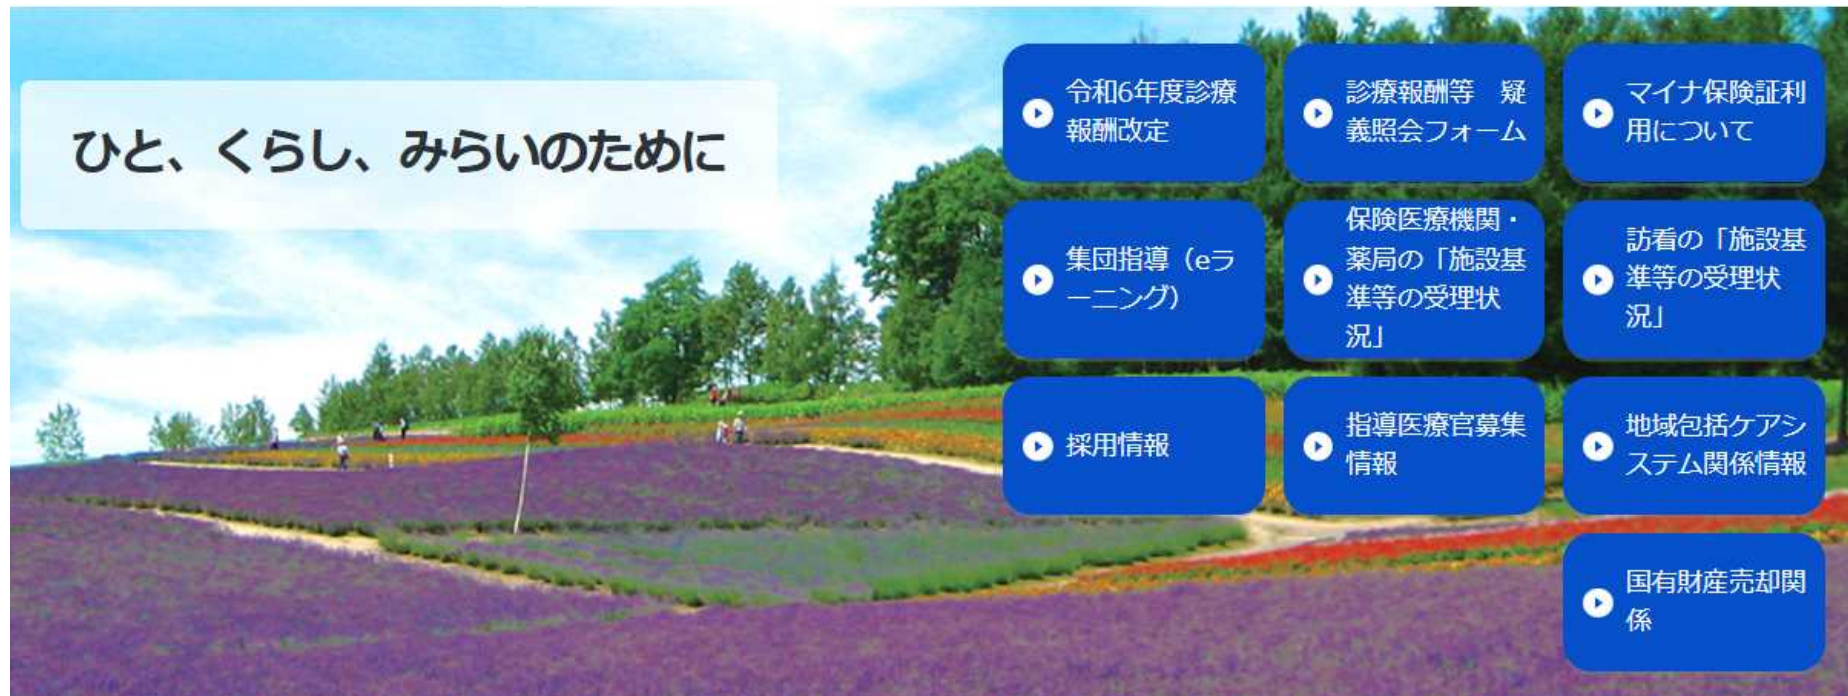 ひと、くらし、みらいのために
令和6年度診療
報酬改定
診療報酬等　疑
義照会フォーム
マイナ保険証利
用について
集団指導（eラ
ーニング）
保険医療機関・
薬局の「施設基
準等の受理状
況」
訪看の「施設基
準等の受理状
況」
採用情報
指導医療官募集
情報
地域包括ケアシ
ステム関係情報
国有財産売却関
係